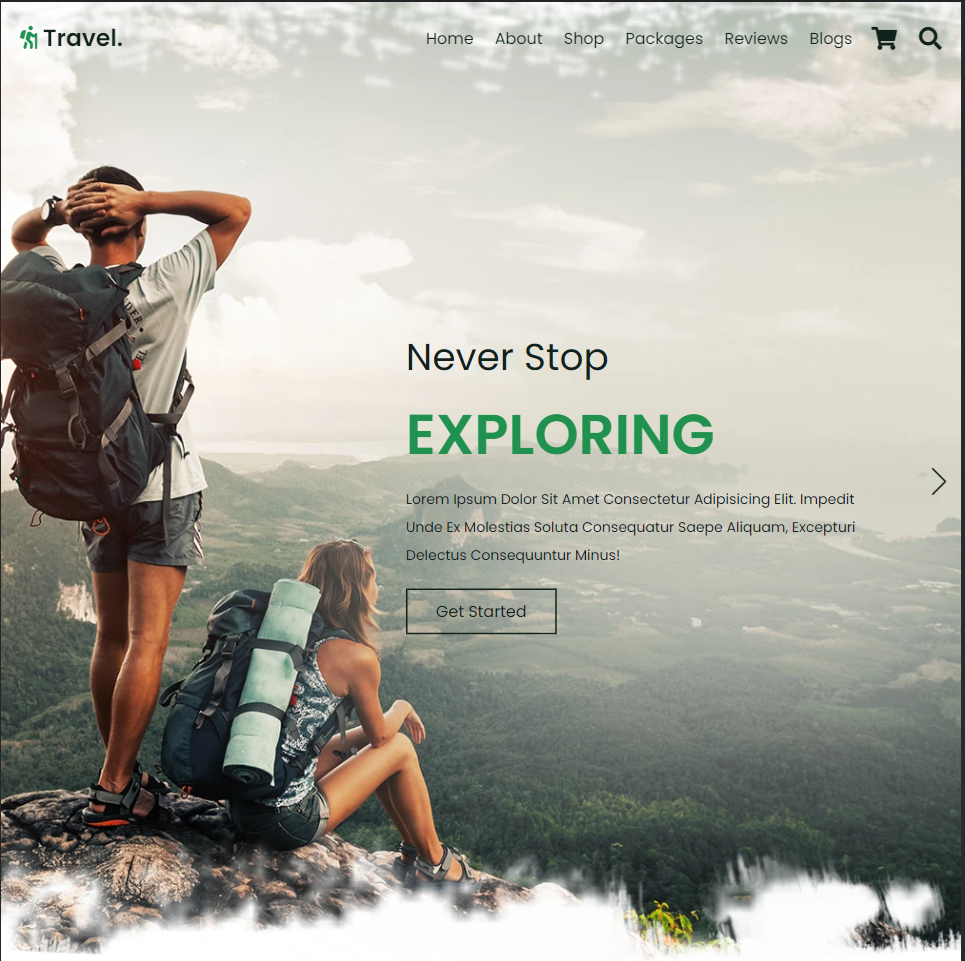 Travel.
Home About Shop Packages Reviews Blogs
Never Stop
EXPLORING
Lorem Ipsum Dolor Sit Amet Consectetur Adipisicing Elit. Impedit
Unde Ex Molestias Soluta Consequatur Saepe Aliquam, Excepturi
Delectus Consequuntur Minus!
Get Started